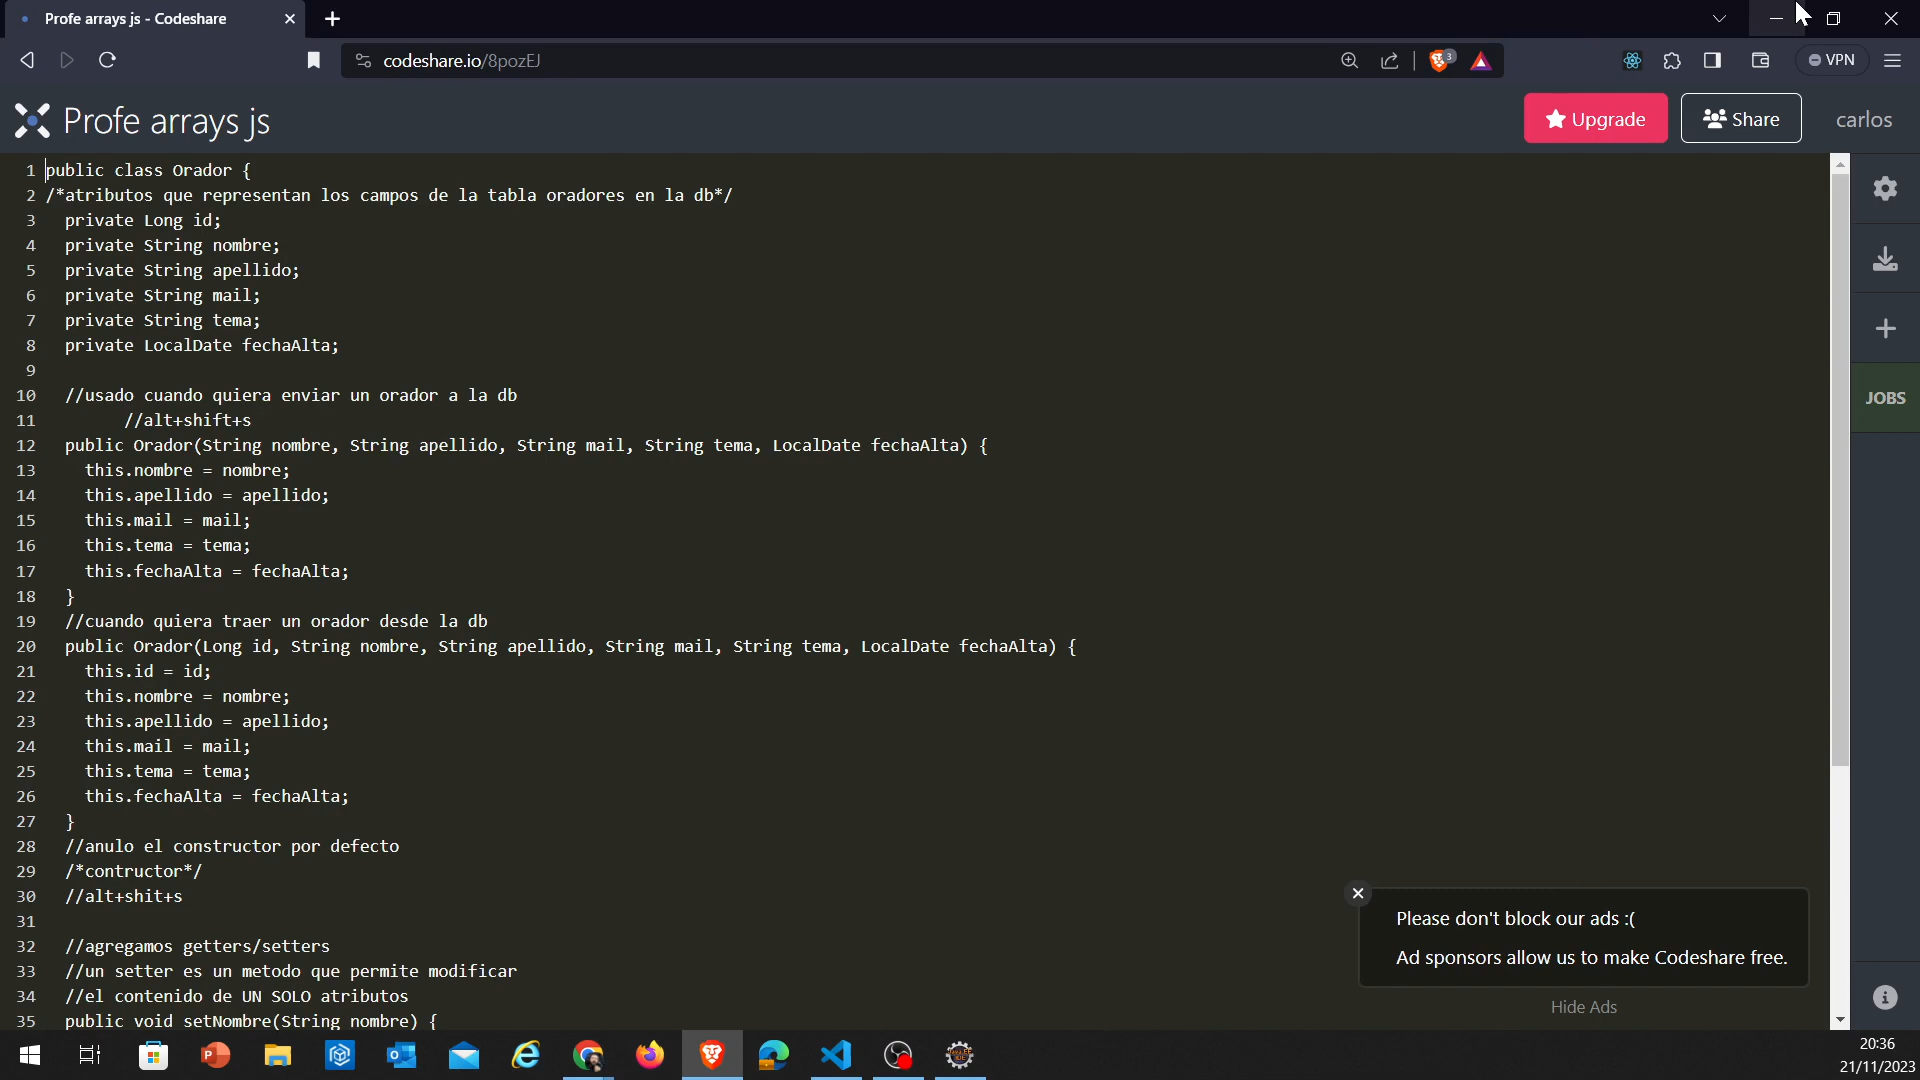 Profe arrays js - Codeshare
codeshare.io/8pozEJ
3
VPN
Profe arrays js
Upgrade
Share
carlos
1 public class Orador {
2 /*atributos que representan los campos de la tabla oradores en la db*/
3 private Long id;
4 private String nombre;
5 private String apellido;
6 private String mail;
7 private String tema;
8 private LocalDate fechaAlta;
9
10 //usado cuando quiera enviar un orador a la db
11 //alt+shift+s
12 public Orador(String nombre, String apellido, String mail, String tema, LocalDate fechaAlta) {
13 this.nombre = nombre;
14 this.apellido = apellido;
15 this.mail = mail;
16 this.tema = tema;
17 this.fechaAlta = fechaAlta;
18 }
19 //cuando quiera traer un orador desde la db
20 public Orador(Long id, String nombre, String apellido, String mail, String tema, LocalDate fechaAlta) {
21 this.id = id;
22 this.nombre = nombre;
23 this.apellido = apellido;
24 this.mail = mail;
25 this.tema = tema;
26 this.fechaAlta = fechaAlta;
27 }
28 //anulo el constructor por defecto
29 /*contructor*/
30 //alt+shit+s
31
32 //agregamos getters/setters
33 //un setter es un metodo que permite modificar
34 //el contenido de UN SOLO atributos
35 public void setNombre(String nombre) {
JOBS
Please don't block our ads :(
Ad sponsors allow us to make Codeshare free.
Hide Ads
20:36
21/11/2023